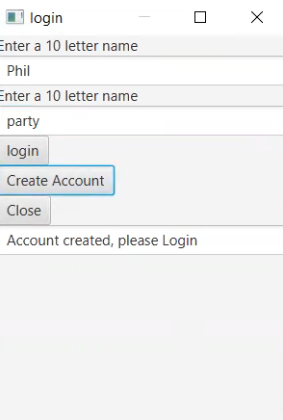 login
Enter a 10 letter name
Phil
Enter a 10 letter name
party
login
Create Account
Close
Account created, please Login